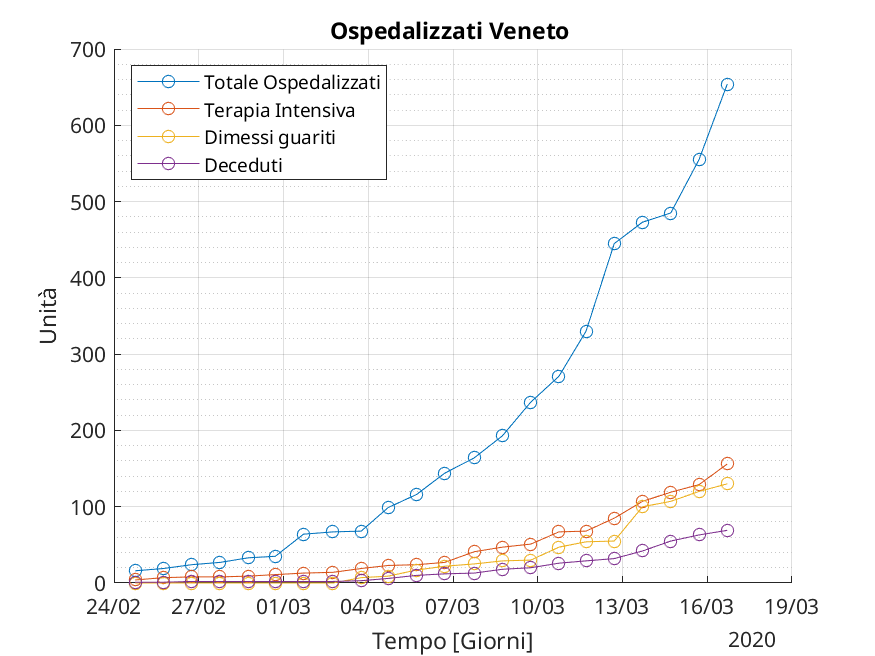 Ospedalizzati Veneto
700
600
500
400
300
200
100
0
Unità
Totale Ospedalizzati
Terapia Intensiva
Dimessi guariti
Deceduti
24/02 27/02 01/03 04/03 07/03 10/03 13/03 16/03 19/03
Tempo [Giorni]
2020